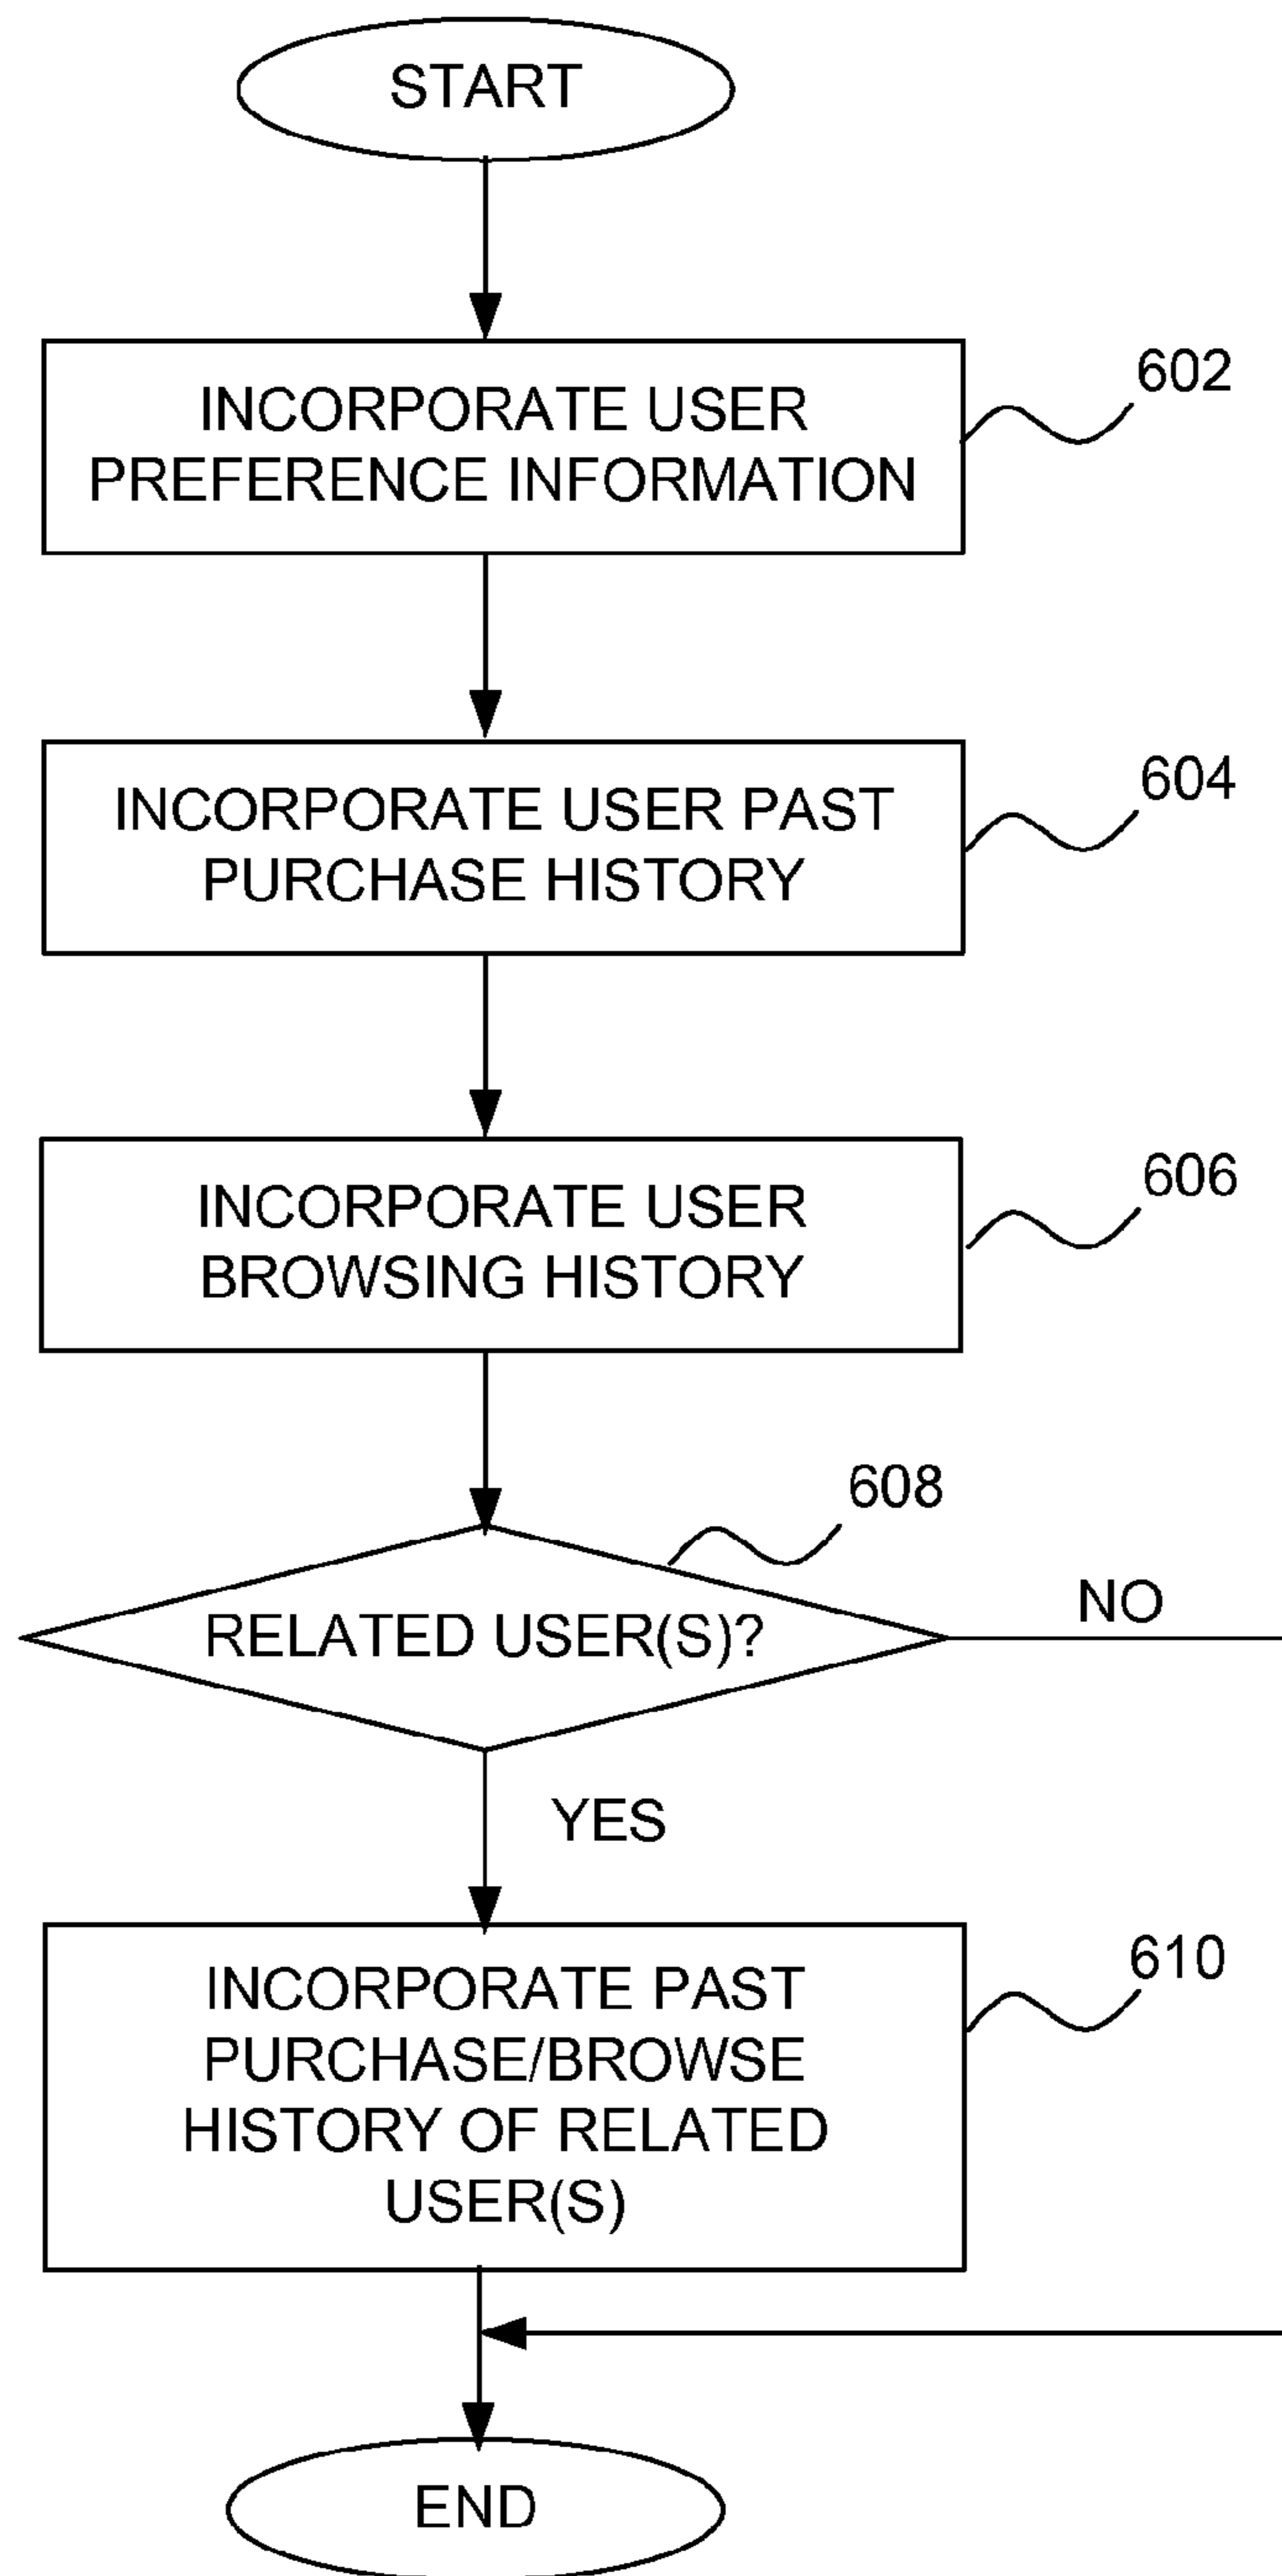 START
602
INCORPORATE USER
PREFERENCE INFORMATION
604
INCORPORATE USER PAST
PURCHASE HISTORY
606
INCORPORATE USER
BROWSING HISTORY
608
RELATED USER(S)?
NO
YES
610
INCORPORATE PAST
PURCHASE/BROWSE
HISTORY OF RELATED
USER(S)
END